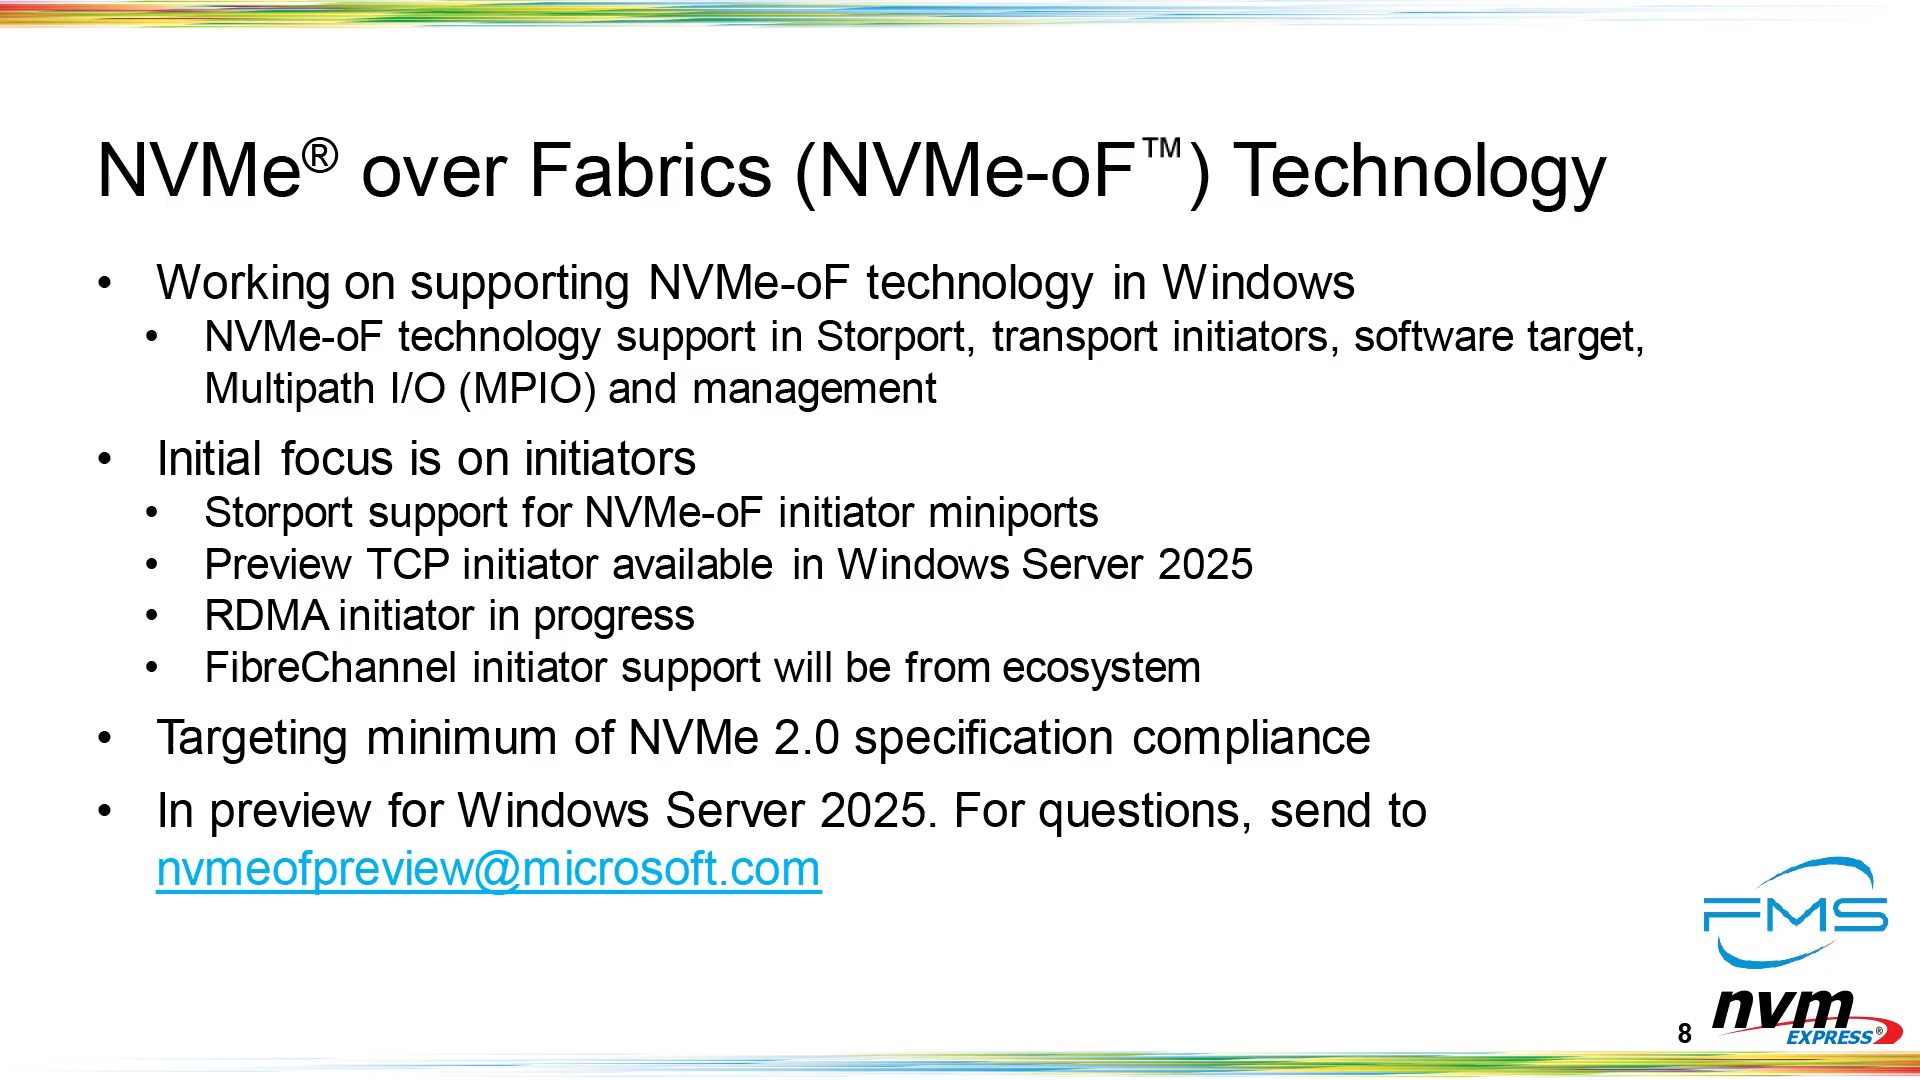 NVMe® over Fabrics (NVMe-oF™) Technology
• Working on supporting NVMe-oF technology in Windows
• NVMe-oF technology support in Storport, transport initiators, software target,
Multipath I/O (MPIO) and management
• Initial focus is on initiators
• Storport support for NVMe-oF initiator miniports
• Preview TCP initiator available in Windows Server 2025
• RDMA initiator in progress
• FibreChannel initiator support will be from ecosystem
• Targeting minimum of NVMe 2.0 specification compliance
• In preview for Windows Server 2025. For questions, send to
nvmeofpreview@microsoft.com
FMS
nvm
EXPRESS®
8